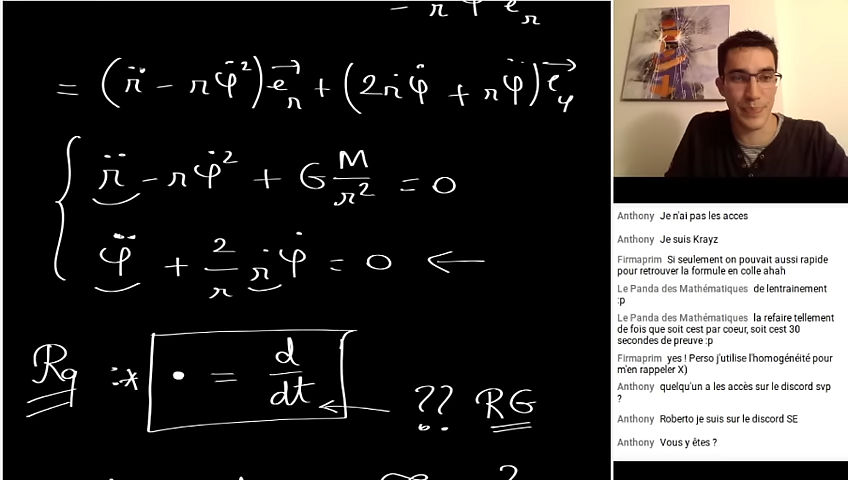 = (r̈ - rφ̇²)e⃗_r + (2ṙφ̇ + rφ̈)e⃗_φ
r̈ - rφ̇² + G M/r² = 0
φ̈ + 2/r ṙφ̇ = 0 ←
Rq :* • = d/dt ← ?? RG
?
Anthony Je n'ai pas les acces
Anthony Je suis Krayz
Firmaprim Si seulement on pouvait aussi rapide
pour retrouver la formule en colle ahah
Le Panda des Mathématiques de lentrainement
:p
Le Panda des Mathématiques la refaire tellement
de fois que soit cest par coeur, soit cest 30
secondes de preuve :p
Firmaprim yes ! Perso j'utilise l'homogénéité pour
m'en rappeler X)
Anthony quelqu'un a les accès sur le discord svp
?
Anthony Roberto je suis sur le discord SE
Anthony Vous y êtes ?